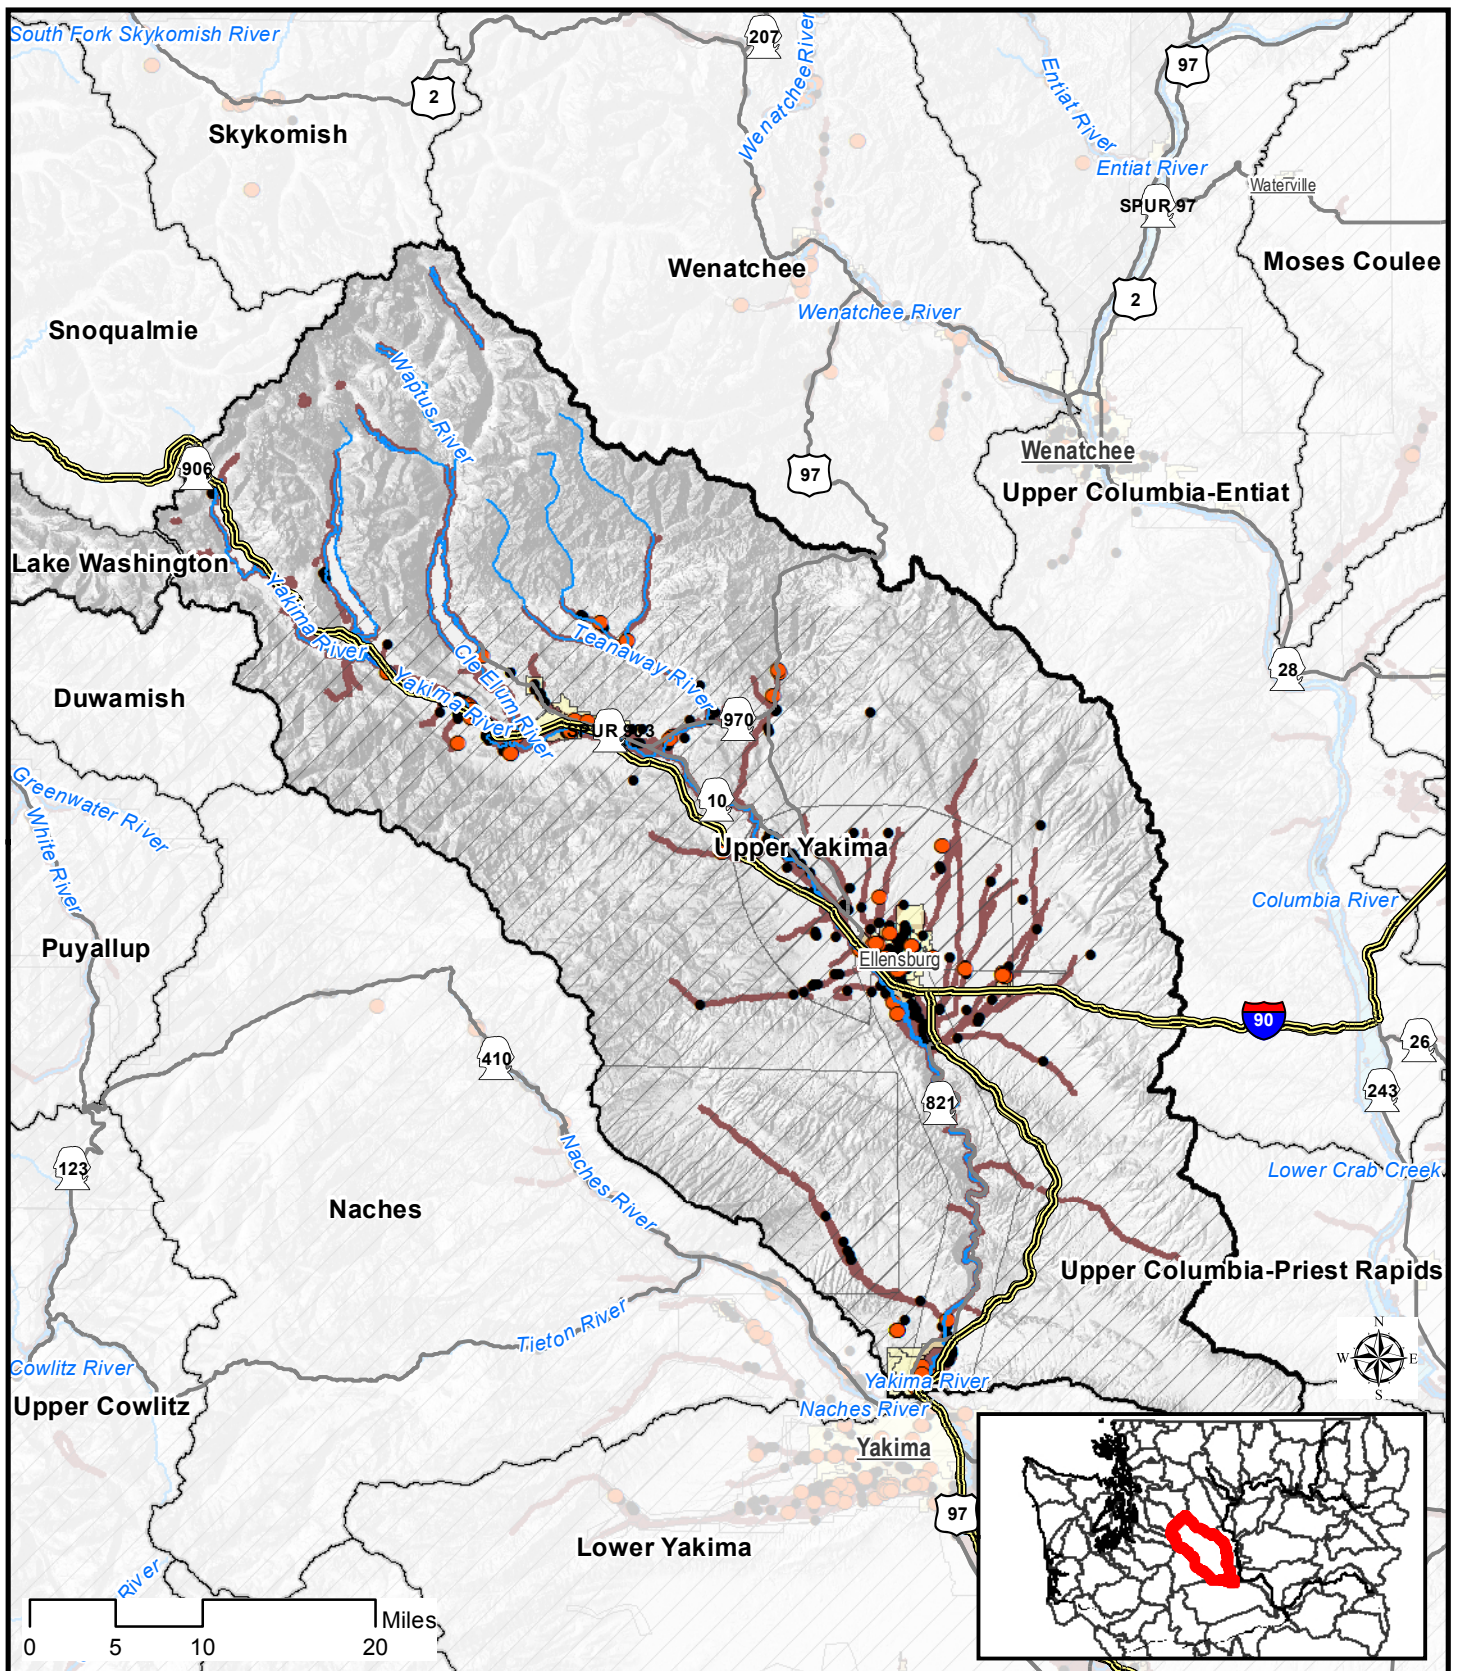 South Fork Skykomish River
207
97
2
Wenatchee River
Entiat River
Skykomish
Entiat River
Waterville
SPUR 97
Wenatchee
Moses Coulee
2
Wenatchee River
Snoqualmie
Waptus River
97
Wenatchee
906
Upper Columbia-Entiat
Lake Washington
Yakima River
Teanaway River
28
Cle Ellum River
Yakima River
Duwamish
970
SPUR 903
Greenwater River
10
White River
Upper Yakima
Columbia River
Puyallup
Ellensburg
90
26
410
243
821
123
Naches River
Lower Crab Creek
Naches
Upper Columbia-Priest Rapids
N
W E
S
Tieton River
Cowlitz River
Yakima River
Upper Cowlitz
Naches River
Yakima
97
Lower Yakima
River
Miles
0 5 10 20